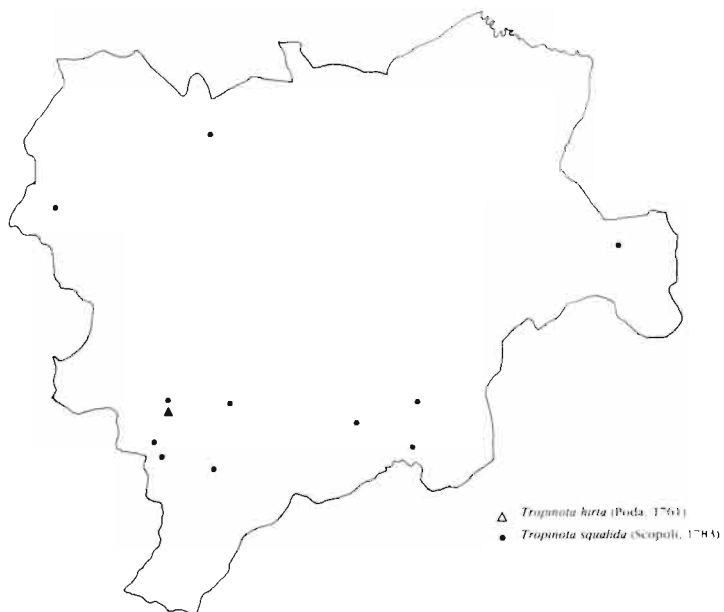 △ Tropinota hirta (Poda, 1761)
● Tropinota squalida (Scopoli, 1783)